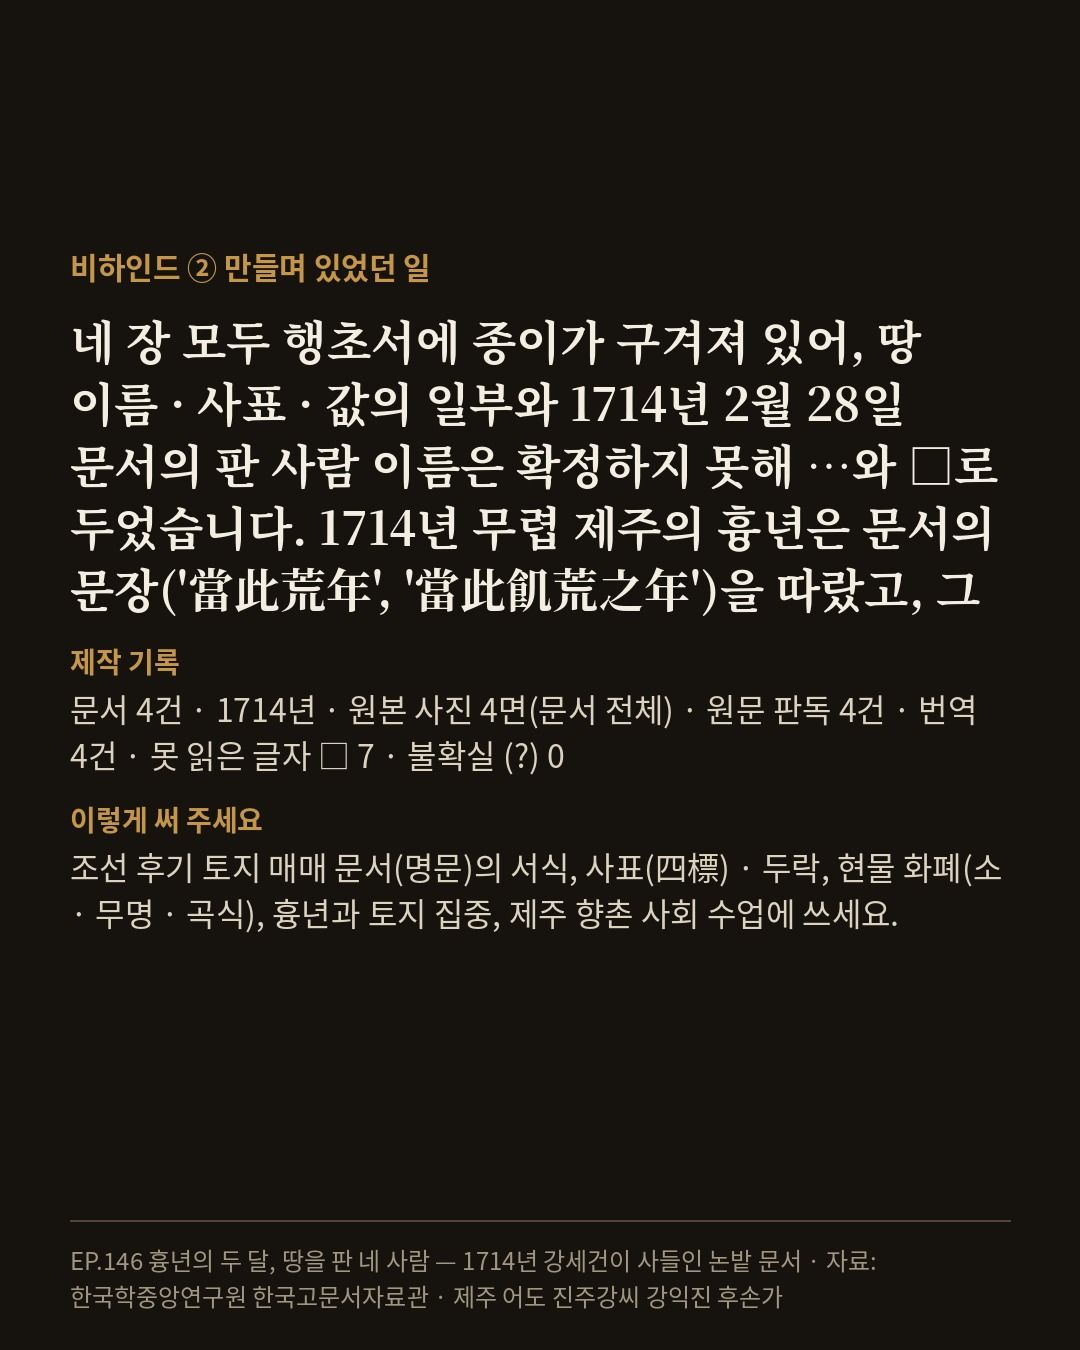 비하인드 ② 만들며 있었던 일
네 장 모두 행초서에 종이가 구겨져 있어, 땅
이름 · 사표 · 값의 일부와 1714년 2월 28일
문서의 판 사람 이름은 확정하지 못해 …와 □로
두었습니다. 1714년 무렵 제주의 흉년은 문서의
문장('當此荒年', '當此飢荒之年')을 따랐고, 그
제작 기록
문서 4건 · 1714년 · 원본 사진 4면(문서 전체) · 원문 판독 4건 · 번역
4건 · 못 읽은 글자 □ 7 · 불확실 (?) 0
이렇게 써 주세요
조선 후기 토지 매매 문서(명문)의 서식, 사표(四標) · 두락, 현물 화폐(소
· 무명 · 곡식), 흉년과 토지 집중, 제주 향촌 사회 수업에 쓰세요.
EP.146 흉년의 두 달, 땅을 판 네 사람 — 1714년 강세건이 사들인 논밭 문서 · 자료:
한국학중앙연구원 한국고문서자료관 · 제주 어도 진주강씨 강익진 후손가